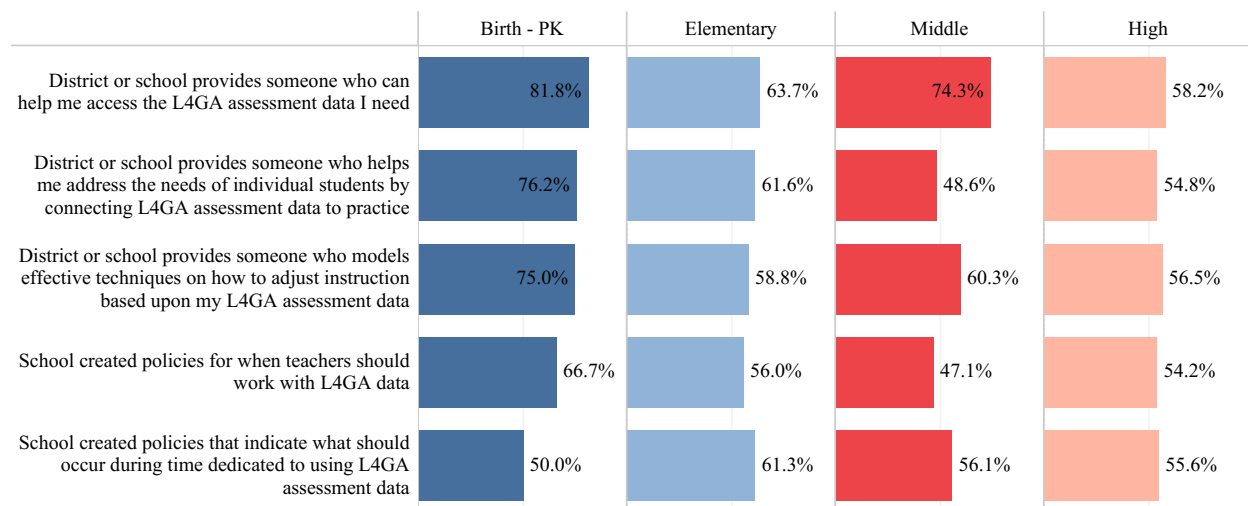 Birth - PK Elementary Middle High
District or school provides someone who can
help me access the L4GA assessment data I need
81.8% 63.7% 74.3% 58.2%
District or school provides someone who helps
me address the needs of individual students by
connecting L4GA assessment data to practice
76.2% 61.6% 48.6% 54.8%
District or school provides someone who models
effective techniques on how to adjust instruction
based upon my L4GA assessment data
75.0% 58.8% 60.3% 56.5%
School created policies for when teachers should
work with L4GA data
66.7% 56.0% 47.1% 54.2%
School created policies that indicate what should
occur during time dedicated to using L4GA
assessment data
50.0% 61.3% 56.1% 55.6%